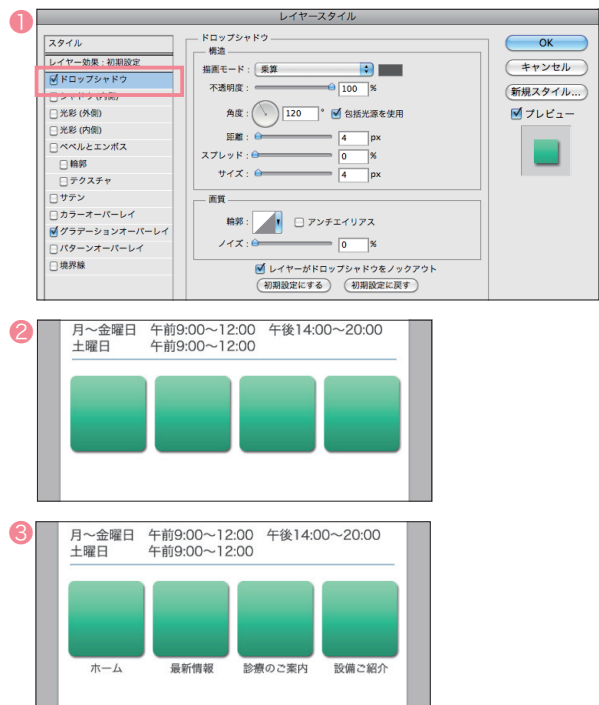 1
レイヤースタイル
スタイル
レイヤー効果 : 初期設定
ドロップシャドウ
シャドウ (内側)
光彩 (外側)
光彩 (内側)
ベベルとエンボス
輪郭
テクスチャ
サテン
カラーオーバーレイ
グラデーションオーバーレイ
パターンオーバーレイ
境界線
ドロップシャドウ
構造
描画モード : 乗算
不透明度 : 100 %
角度 : 120 ° 包括光源を使用
距離 : 4 px
スプレッド : 0 %
サイズ : 4 px
画質
輪郭 : アンチエイリアス
ノイズ : 0 %
レイヤーがドロップシャドウをノックアウト
初期設定にする 初期設定に戻す
OK
キャンセル
新規スタイル...
プレビュー
2
月〜金曜日 午前9:00〜12:00 午後14:00〜20:00
土曜日 午前9:00〜12:00
3
月〜金曜日 午前9:00〜12:00 午後14:00〜20:00
土曜日 午前9:00〜12:00
ホーム 最新情報 診療のご案内 設備ご紹介